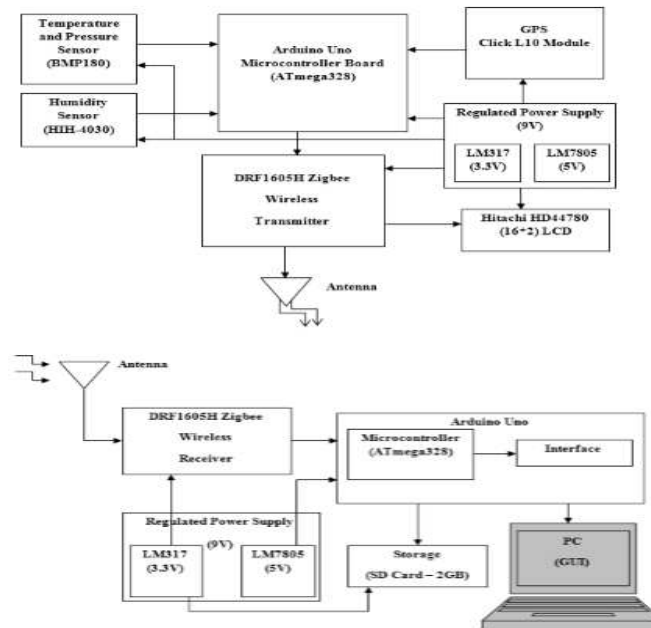 Temperature
and Pressure
Sensor
(BMP180)
Arduino Uno
Microcontroller Board
(ATmega328)
GPS
Click L10 Module
Humidity
Sensor
(HIH-4030)
Regulated Power Supply
(9V)
LM317
(3.3V)
LM7805
(5V)
DRF1605H Zigbee
Wireless
Transmitter
Hitachi HD44780
(16*2) LCD
Antenna
Antenna
DRF1605H Zigbee
Wireless
Receiver
Arduino Uno
Microcontroller
(ATmega328)
Interface
Regulated Power Supply
(9V)
LM317
(3.3V)
LM7805
(5V)
Storage
(SD Card – 2GB)
PC
(GUI)